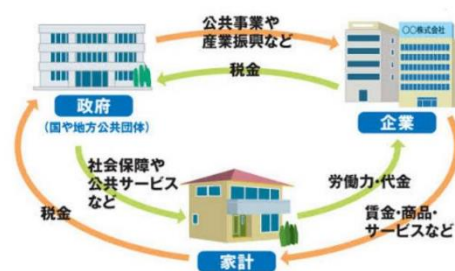 公共事業や
産業振興など
〇〇株式会社
税金
政府
(国や地方公共団体)
企業
社会保障や
公共サービス
など
労働力・代金
税金
賃金・商品・
サービスなど
家計